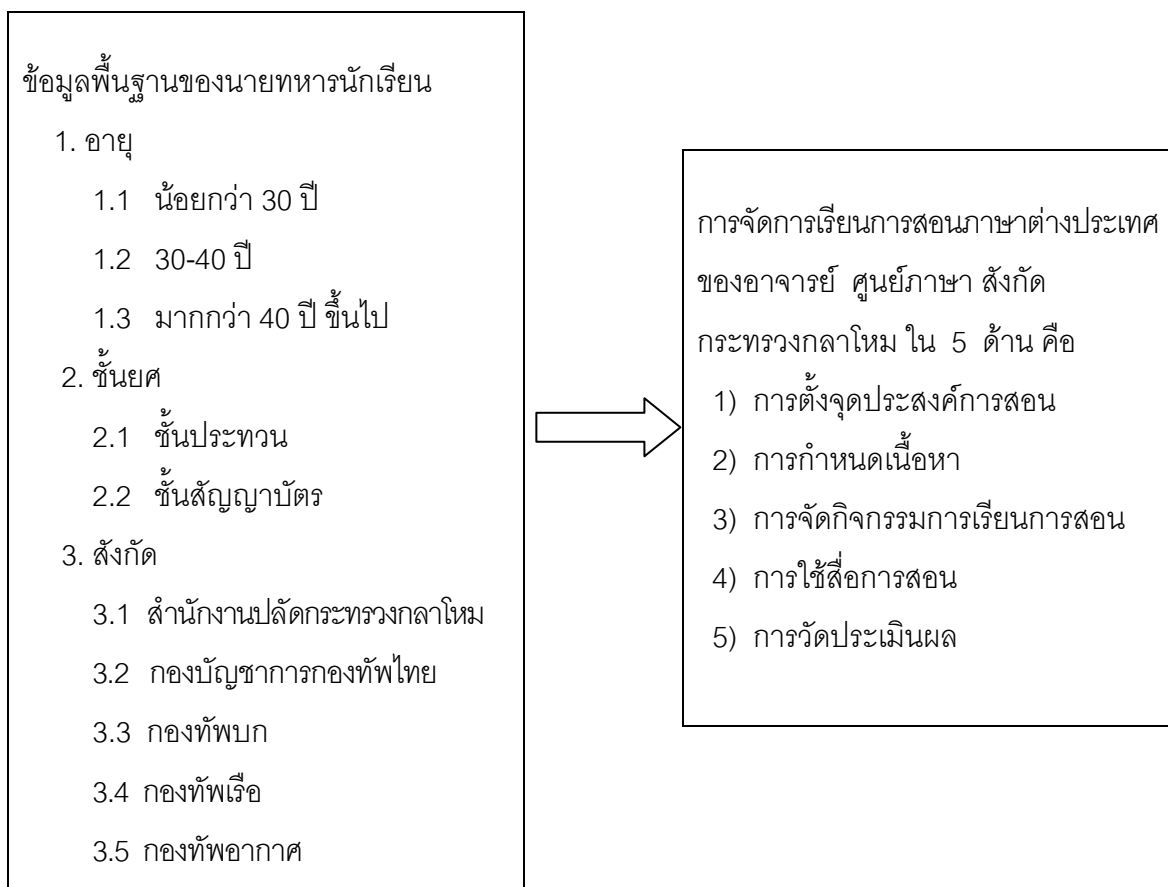 ข้อมูลพื้นฐานของนายทหารนักเรียน
1. อายุ
1.1 น้อยกว่า 30 ปี
1.2 30-40 ปี
1.3 มากกว่า 40 ปี ขึ้นไป
2. ชั้นยศ
2.1 ชั้นประทวน
2.2 ชั้นสัญญาบัตร
3. สังกัด
3.1 สำนักงานปลัดกระทรวงกลาโหม
3.2 กองบัญชาการกองทัพไทย
3.3 กองทัพบก
3.4 กองทัพเรือ
3.5 กองทัพอากาศ
การจัดการเรียนการสอนภาษาต่างประเทศ
ของอาจารย์ ศูนย์ภาษา สังกัด
กระทรวงกลาโหม ใน 5 ด้าน คือ
1) การตั้งจุดประสงค์การสอน
2) การกำหนดเนื้อหา
3) การจัดกิจกรรมการเรียนการสอน
4) การใช้สื่อการสอน
5) การวัดประเมินผล